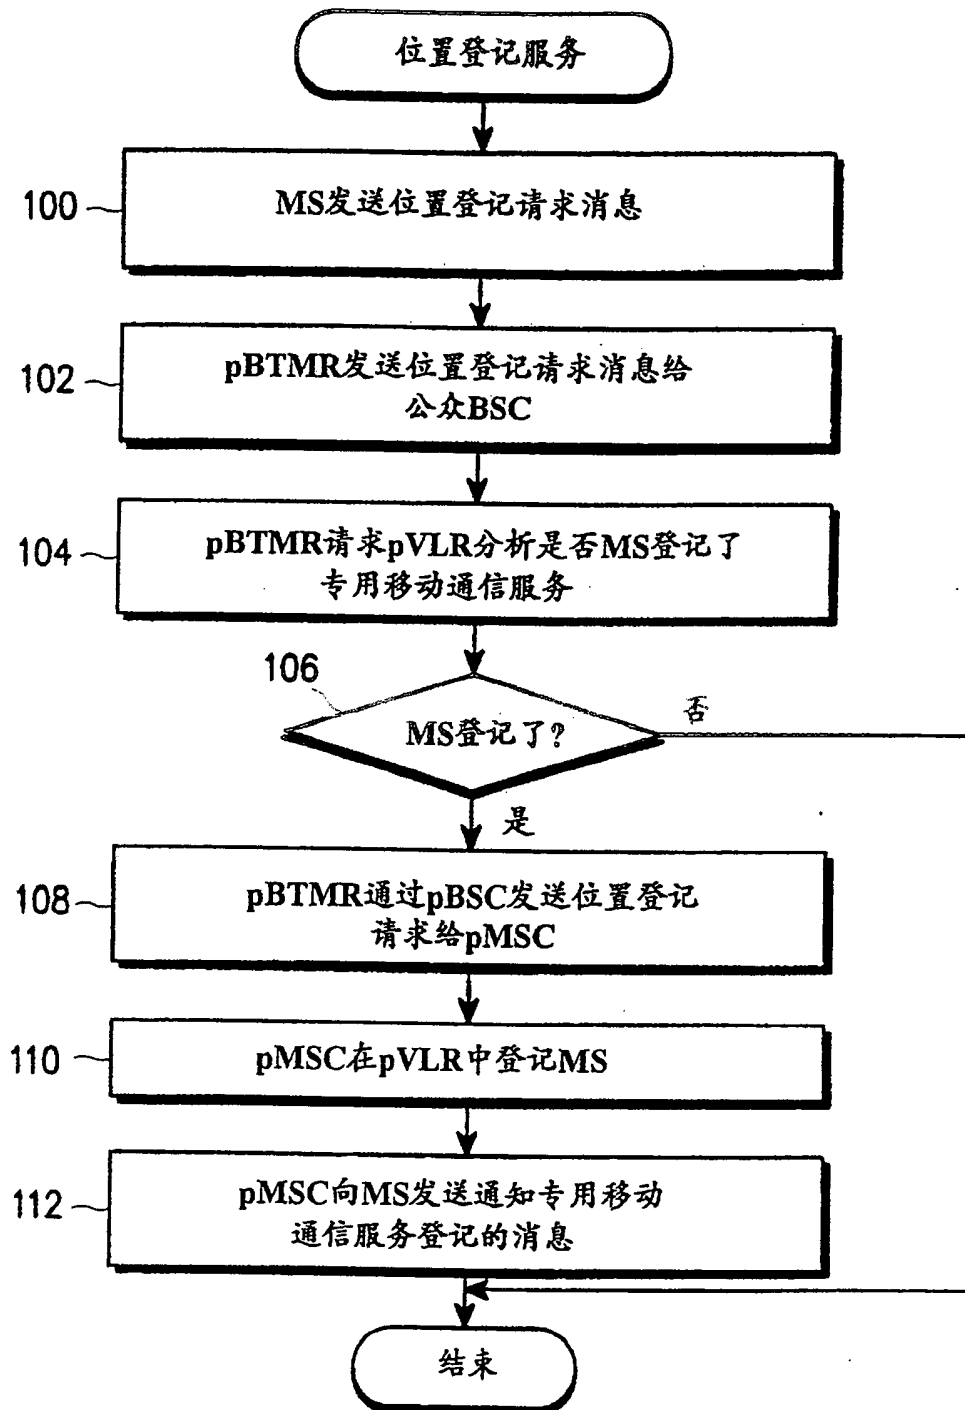 位置登记服务
100
MS发送位置登记请求消息
102
pBTMR发送位置登记请求消息给
公众BSC
104
pBTMR请求pVLR分析是否MS登记了
专用移动通信服务
106
MS登记了?
否
是
108
pBTMR通过pBSC发送位置登记
请求给pMSC
110
pMSC在pVLR中登记MS
112
pMSC向MS发送通知专用移动
通信服务登记的消息
结束